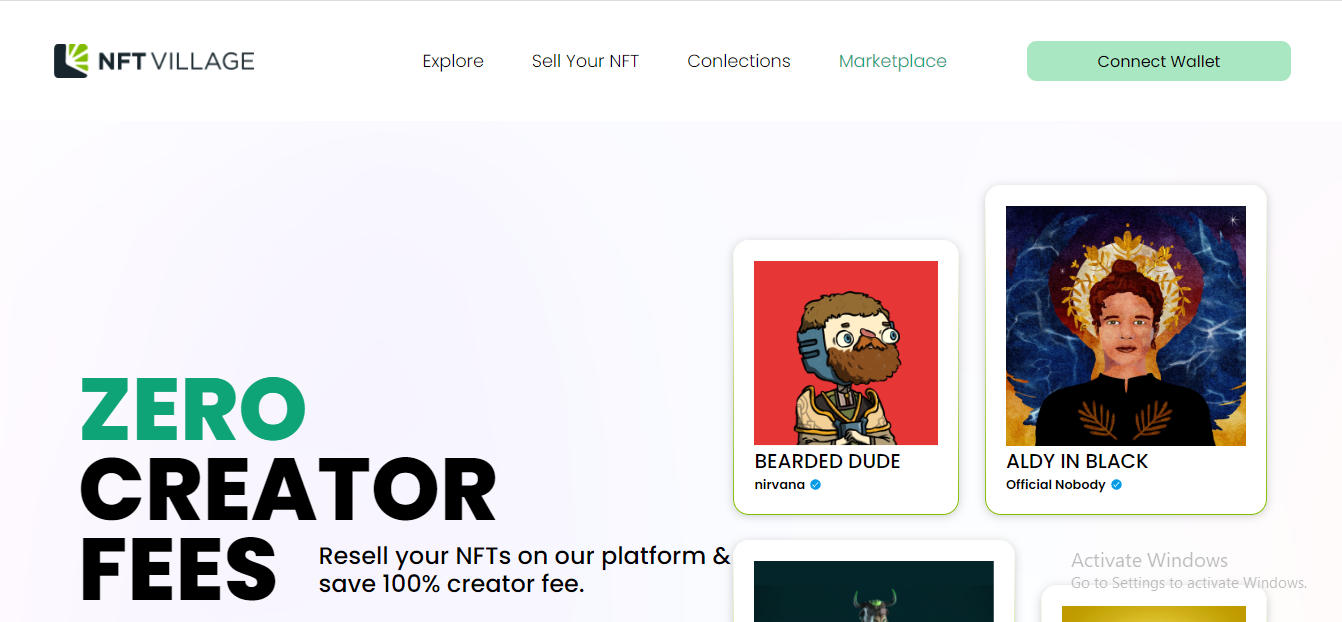 NFT VILLAGE
Explore
Sell Your NFT
Conlections
Marketplace
Connect Wallet
ZERO
CREATOR
FEES
Resell your NFTs on our platform &
save 100% creator fee.
BEARDED DUDE
nirvana
ALDY IN BLACK
Official Nobody
Activate Windows
Go to Settings to activate Windows.